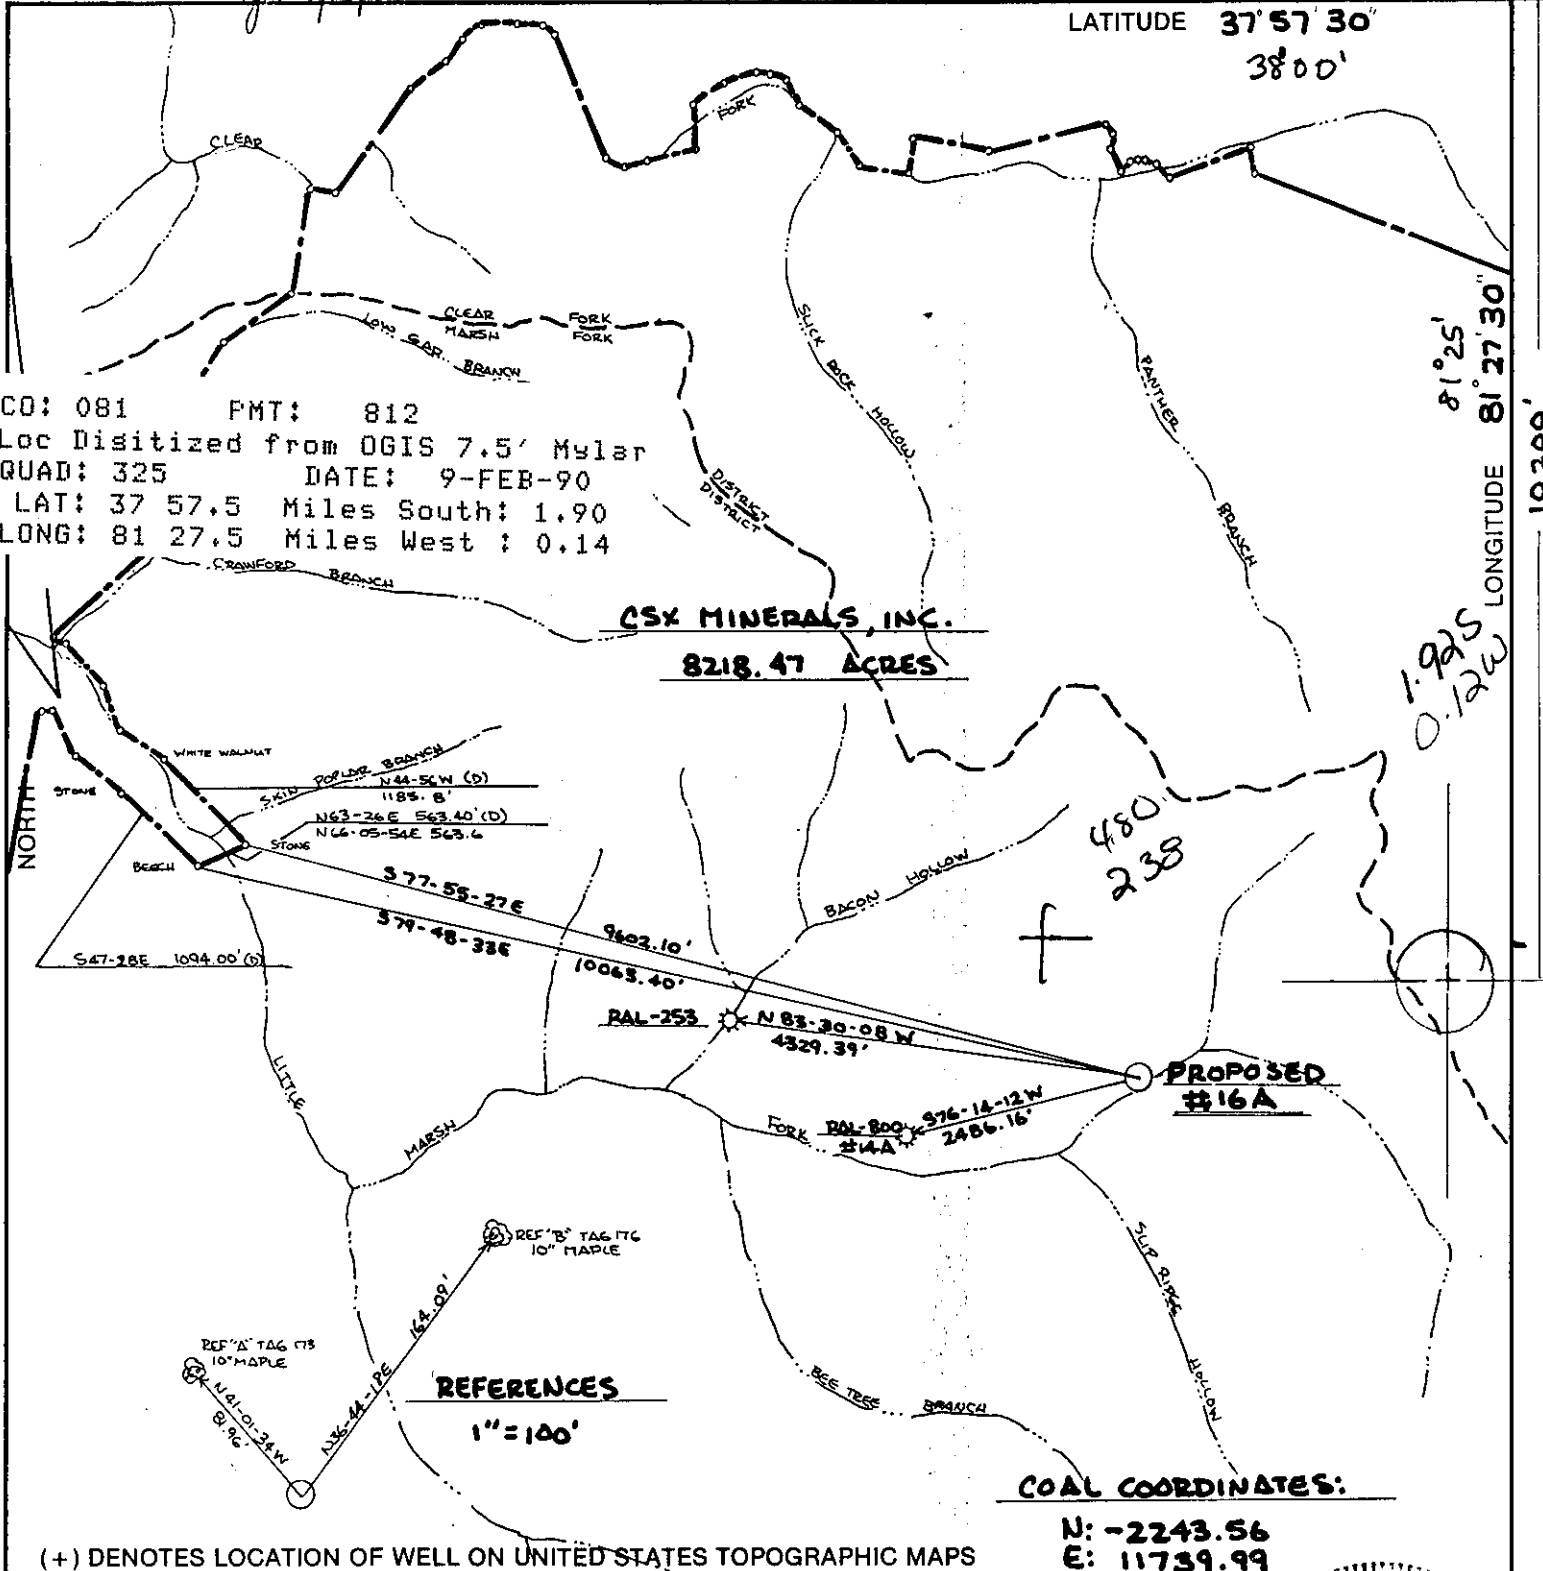 LATITUDE 37°57'30"
38°00'
CLEAR
FORK
CLEAR FORK
MARSH FORK
LOW GAP BRANCH
SLICK ROCK HOLLOW
PANTHER BRANCH
81°25'
LONGITUDE 81°27'30"
10200'
CO: 081 PMT: 812
Loc Digitized from OGIS 7.5' Mylar
QUAD: 325 DATE: 9-FEB-90
LAT: 37 57.5 Miles South: 1.90
LONG: 81 27.5 Miles West : 0.14
DISTRICT
DISTRICT
CRAWFORD BRANCH
CSX MINERALS, INC.
8218.47 ACRES
1.92S
0.12W
WHITE WALNUT
SKIN POPLAR BRANCH
N44-56W (D)
1185.8'
STONE
N63-26E 563.40'(D)
N66-05-54E 563.6
STONE
NORTH
BEECH
S47-28E 1094.00'(D)
S77-55-27E
9602.10'
S79-48-33E
10063.40'
BACON HOLLOW
480
238
RAL-253
N83-30-08W
4329.39'
PROPOSED
#16A
RAL-800
#14A
S76-14-12W
2486.16'
LITTLE
MARSH
FORK
REF "B" TAG 176
10" MAPLE
164.09'
REF "A" TAG 173
10" MAPLE
N41-01-34W
81.96'
REFERENCES
1"=100'
BEE TREE BRANCH
SLIP RIDGE HOLLOW
COAL COORDINATES:
N: -2243.56
E: 11739.99
(+) DENOTES LOCATION OF WELL ON UNITED STATES TOPOGRAPHIC MAPS